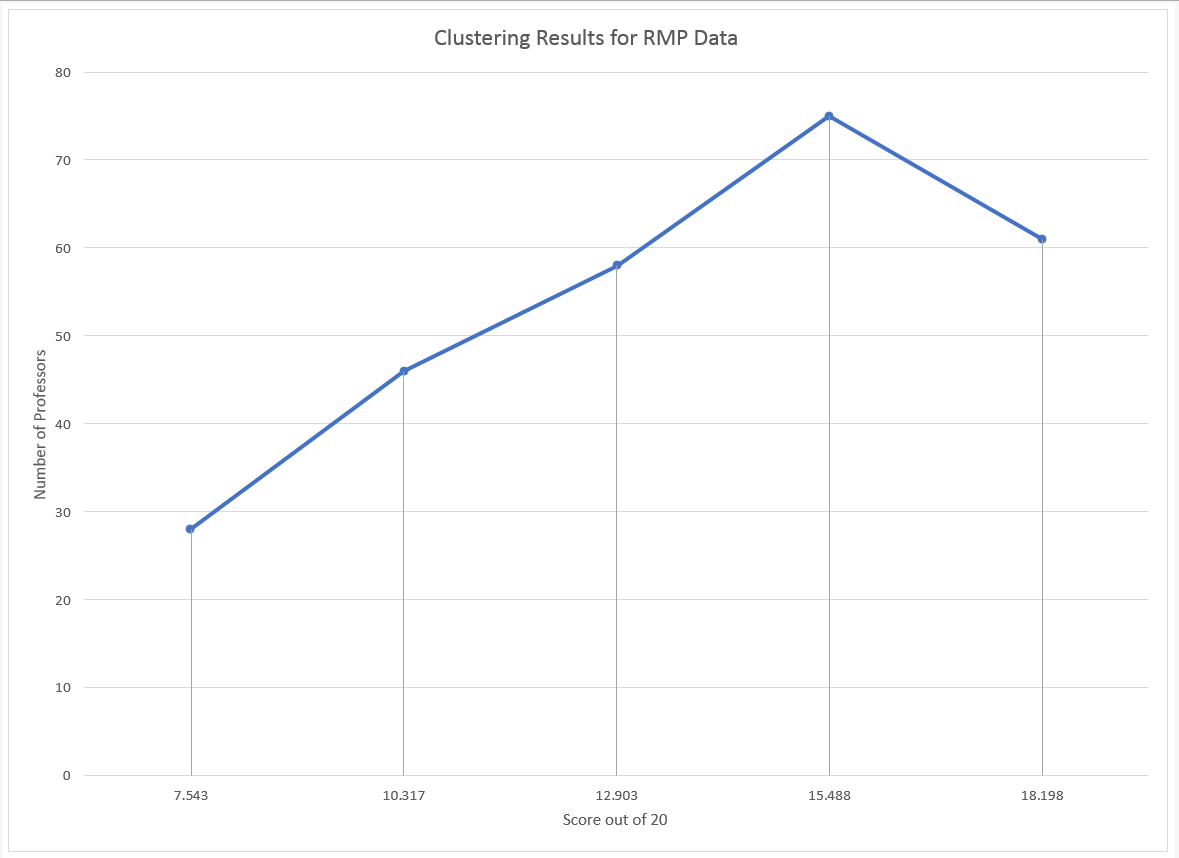 Clustering Results for RMP Data
80
70
60
50
40
30
20
10
0
Number of Professors
7.543 10.317 12.903 15.488 18.198
Score out of 20